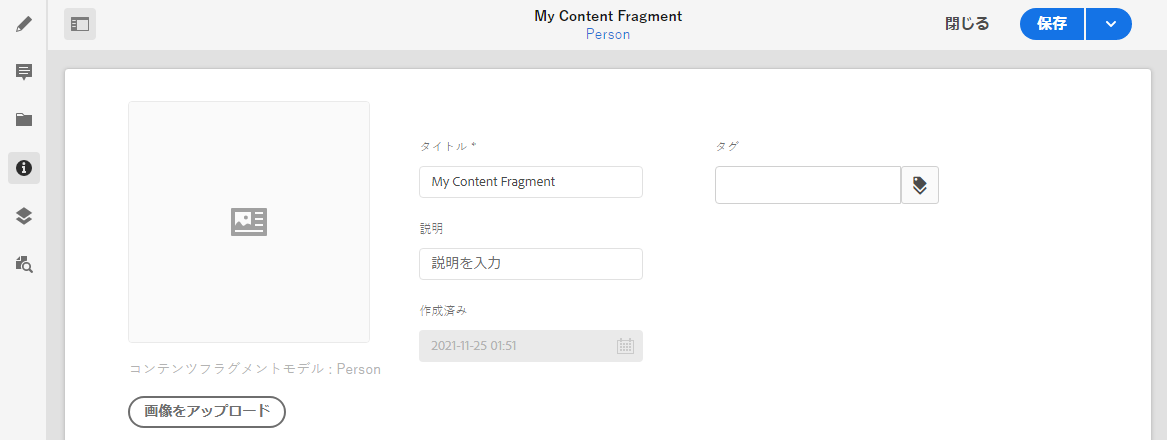 My Content Fragment
Person
閉じる
保存
タイトル *
My Content Fragment
説明
説明を入力
作成済み
2021-11-25 01:51
タグ
コンテンツフラグメントモデル : Person
画像をアップロード